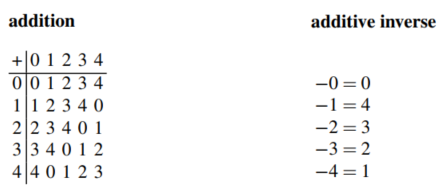 addition
+ 0 1 2 3 4
0 0 1 2 3 4
1 1 2 3 4 0
2 2 3 4 0 1
3 3 4 0 1 2
4 4 0 1 2 3
additive inverse
−0 = 0
−1 = 4
−2 = 3
−3 = 2
−4 = 1